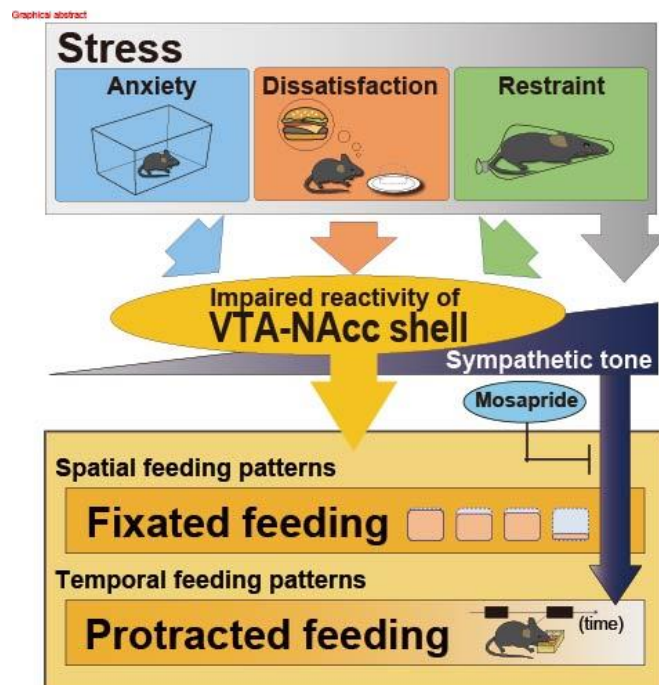 Graphical abstract
Stress
Anxiety
Dissatisfaction
Restraint
Impaired reactivity of
VTA-NAcc shell
Sympathetic tone
Mosapride
Spatial feeding patterns
Fixated feeding
Temporal feeding patterns
Protracted feeding
(time)